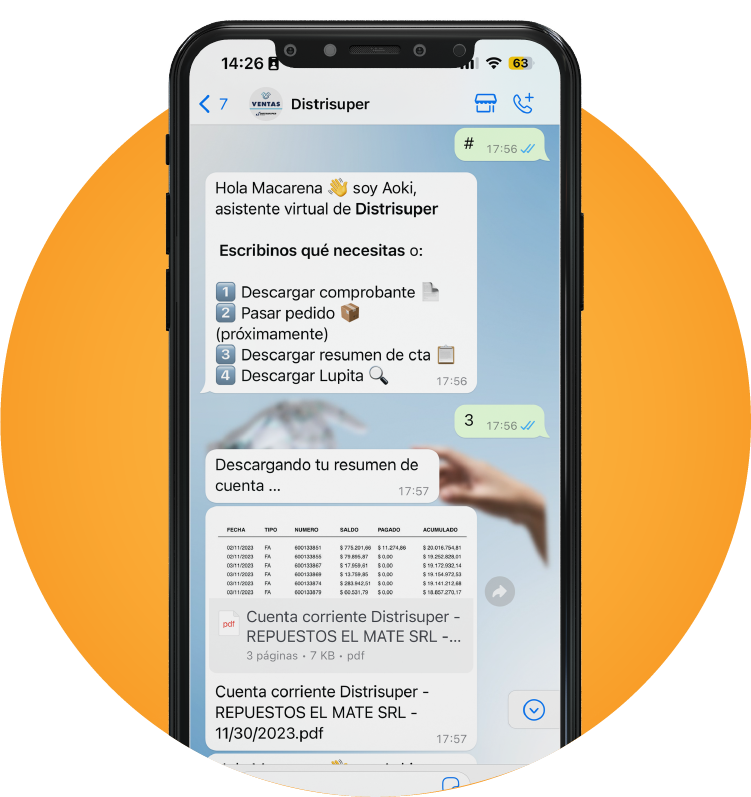 14:26
63
7
VENTAS
Distrisuper
#
17:56
Hola Macarena 👋 soy Aoki,
asistente virtual de Distrisuper
Escribinos qué necesitas o:
1️⃣ Descargar comprobante 📄
2️⃣ Pasar pedido 📦
(próximamente)
3️⃣ Descargar resumen de cta 📋
4️⃣ Descargar Lupita 🔍
17:56
3 17:56
Descargando tu resumen de
cuenta ...
17:57
FECHA TIPO NUMERO SALDO PAGADO ACUMULADO
02/11/2023 FA 600133851 $ 775.201,66 $ 11.274,86 $ 20.016.754,81
02/11/2023 FA 600133855 $ 79.895,87 $ 0,00 $ 19.252.828,01
03/11/2023 FA 600133867 $ 17.959,61 $ 0,00 $ 19.172.932,14
03/11/2023 FA 600133869 $ 13.759,85 $ 0,00 $ 19.154.972,53
03/11/2023 FA 600133874 $ 283.942,51 $ 0,00 $ 19.141.212,68
03/11/2023 FA 600133879 $ 60.531,79 $ 0,00 $ 18.857.270,17
pdf
Cuenta corriente Distrisuper -
REPUESTOS EL MATE SRL -...
3 páginas • 7 KB • pdf
Cuenta corriente Distrisuper -
REPUESTOS EL MATE SRL -
11/30/2023.pdf
17:57